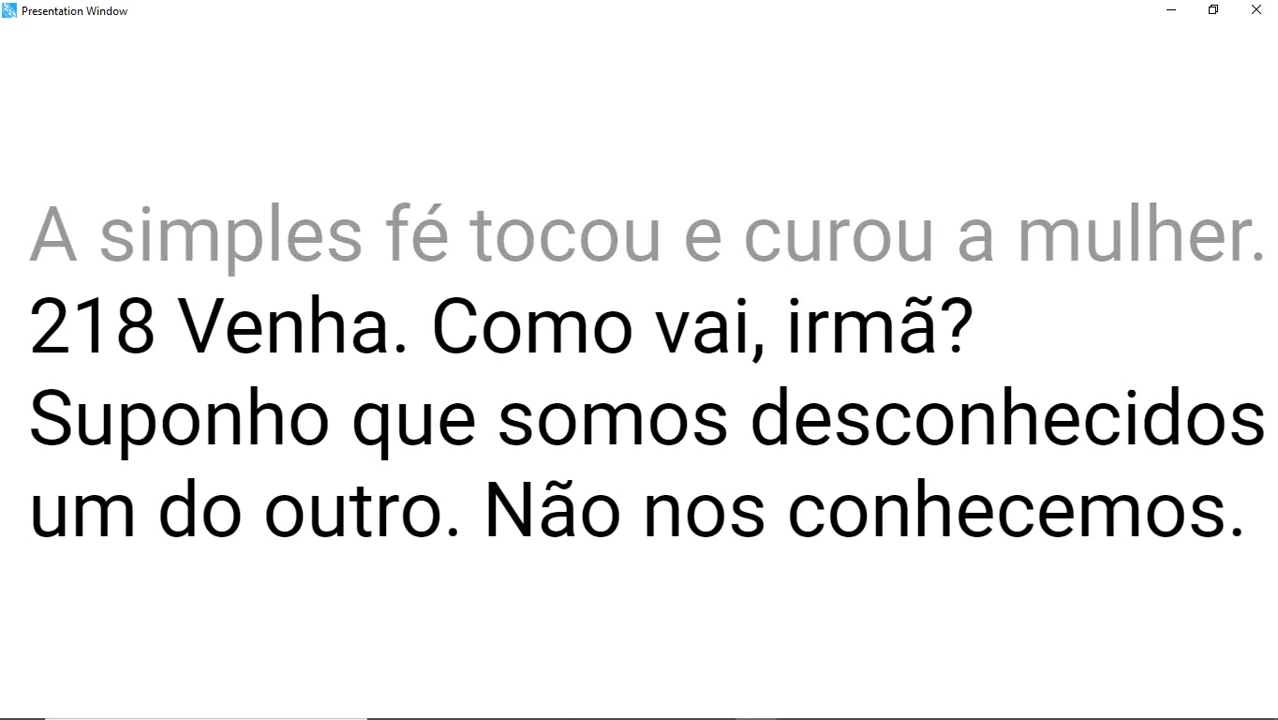 Presentation Window
A simples fé tocou e curou a mulher.
218 Venha. Como vai, irmã?
Suponho que somos desconhecidos
um do outro. Não nos conhecemos.